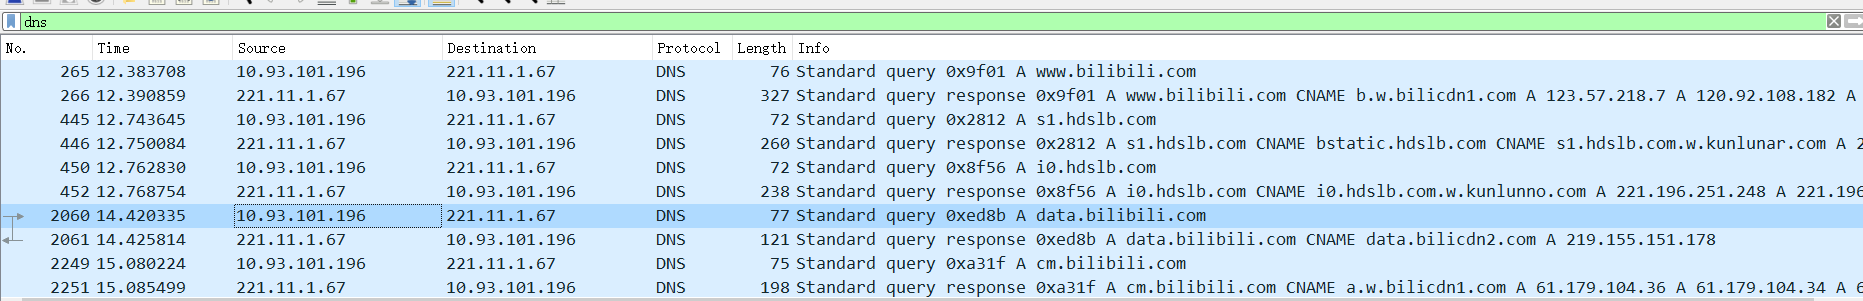 dns
No. Time Source Destination Protocol Length Info
265 12.383708 10.93.101.196 221.11.1.67 DNS 76 Standard query 0x9f01 A www.bilibili.com
266 12.390859 221.11.1.67 10.93.101.196 DNS 327 Standard query response 0x9f01 A www.bilibili.com CNAME b.w.bilicdn1.com A 123.57.218.7 A 120.92.108.182 A
445 12.743645 10.93.101.196 221.11.1.67 DNS 72 Standard query 0x2812 A s1.hdslb.com
446 12.750084 221.11.1.67 10.93.101.196 DNS 260 Standard query response 0x2812 A s1.hdslb.com CNAME bstatic.hdslb.com CNAME s1.hdslb.com.w.kunlunar.com A 2
450 12.762830 10.93.101.196 221.11.1.67 DNS 72 Standard query 0x8f56 A i0.hdslb.com
452 12.768754 221.11.1.67 10.93.101.196 DNS 238 Standard query response 0x8f56 A i0.hdslb.com CNAME i0.hdslb.com.w.kunlunno.com A 221.196.251.248 A 221.196
2060 14.420335 10.93.101.196 221.11.1.67 DNS 77 Standard query 0xed8b A data.bilibili.com
2061 14.425814 221.11.1.67 10.93.101.196 DNS 121 Standard query response 0xed8b A data.bilibili.com CNAME data.bilicdn2.com A 219.155.151.178
2249 15.080224 10.93.101.196 221.11.1.67 DNS 75 Standard query 0xa31f A cm.bilibili.com
2251 15.085499 221.11.1.67 10.93.101.196 DNS 198 Standard query response 0xa31f A cm.bilibili.com CNAME a.w.bilicdn1.com A 61.179.104.36 A 61.179.104.34 A 6